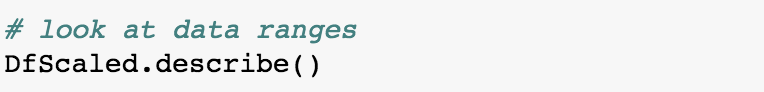 # look at data ranges
DfScaled.describe()